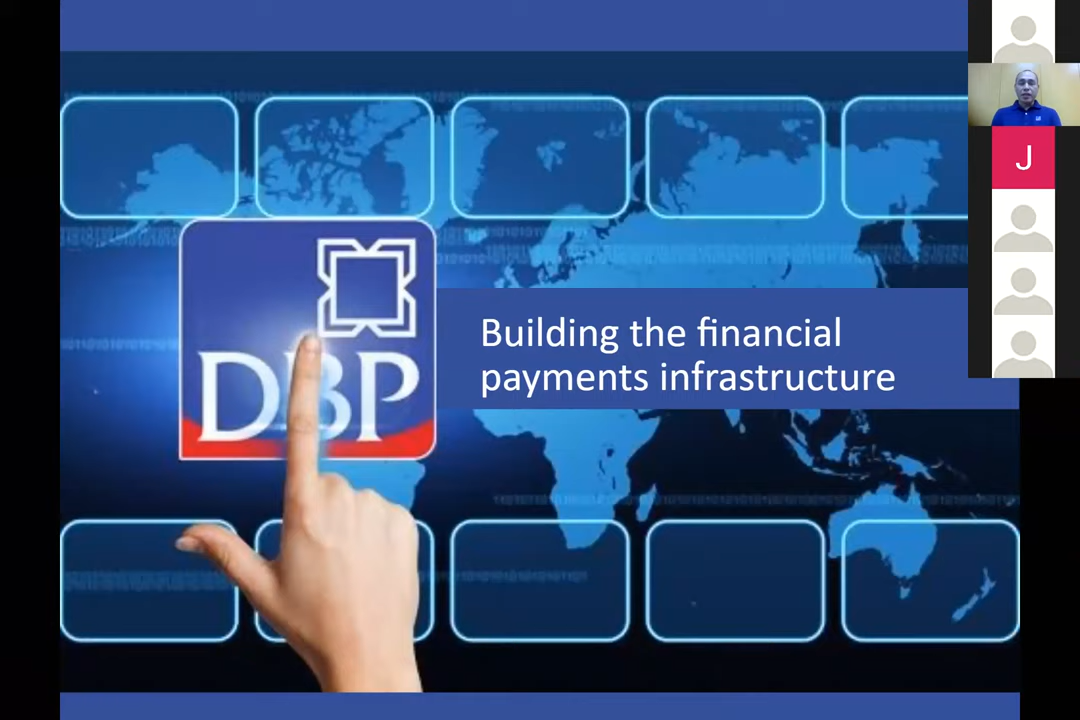 DBP
Building the financial
payments infrastructure
J